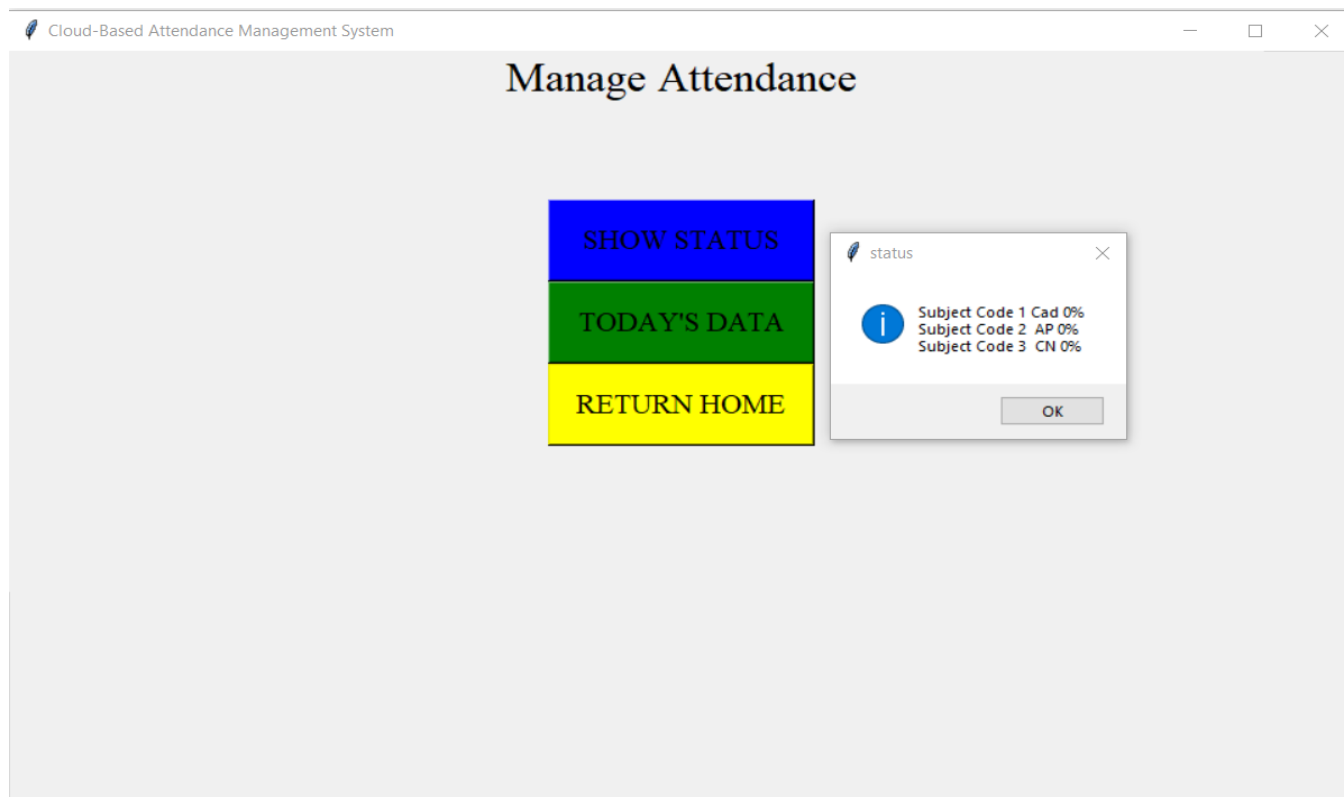 Cloud-Based Attendance Management System
Manage Attendance
SHOW STATUS
TODAY'S DATA
RETURN HOME
status
Subject Code 1 Cad 0%
Subject Code 2  AP 0%
Subject Code 3  CN 0%
OK